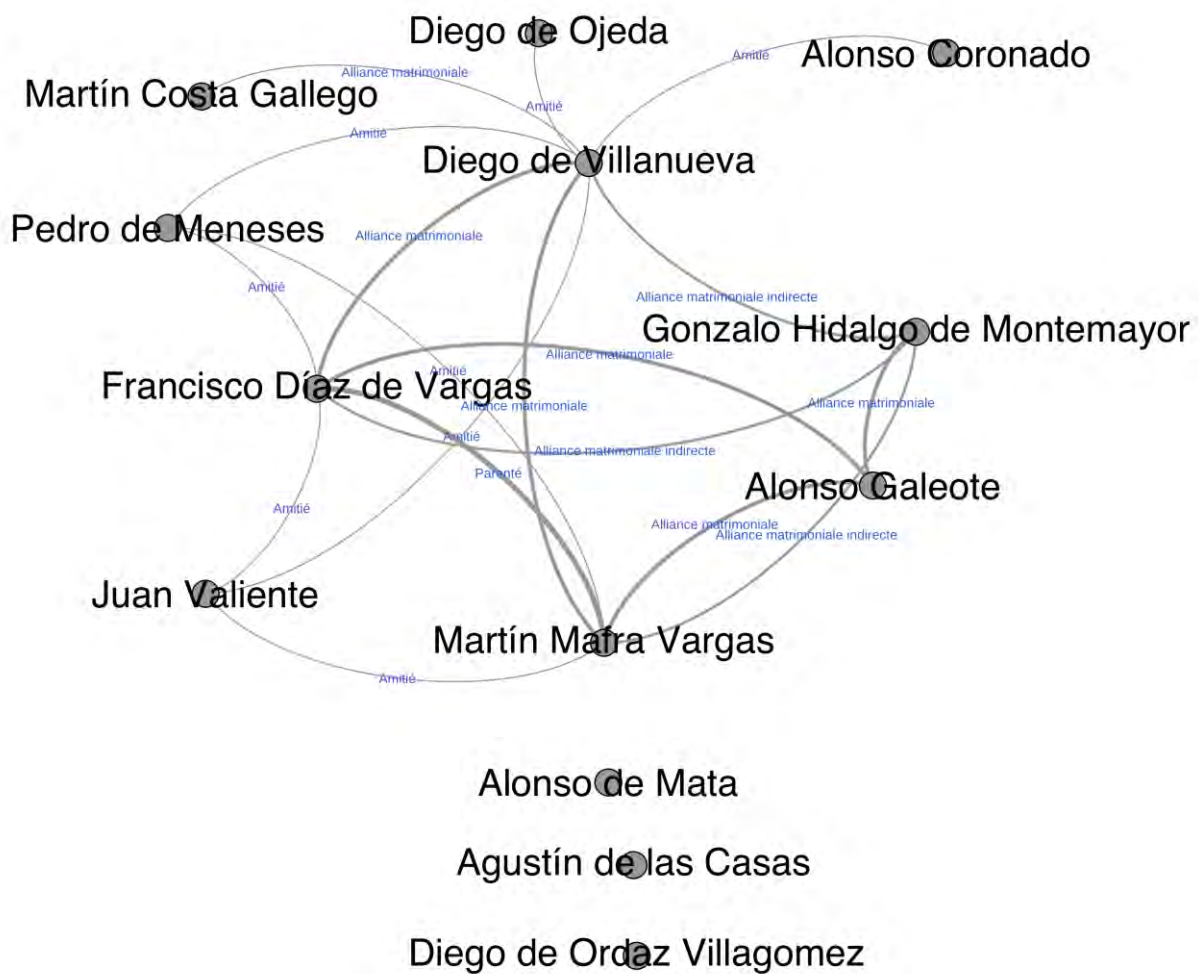 Diego de Ojeda
Alonso Coronado
Amitié
Alliance matrimoniale
Martín Costa Gallego
Amitié
Amitié
Diego de Villanueva
Pedro de Meneses
Alliance matrimoniale
Amitié
Alliance matrimoniale indirecte
Gonzalo Hidalgo de Montemayor
Alliance matrimoniale
Amitié
Francisco Díaz de Vargas
Alliance matrimoniale
Alliance matrimoniale
Amitié
Alliance matrimoniale indirecte
Parenté
Alonso Galeote
Amitié
Alliance matrimoniale
Alliance matrimoniale indirecte
Juan Valiente
Martín Mafra Vargas
Amitié
Alonso de Mata
Agustín de las Casas
Diego de Ordaz Villagomez